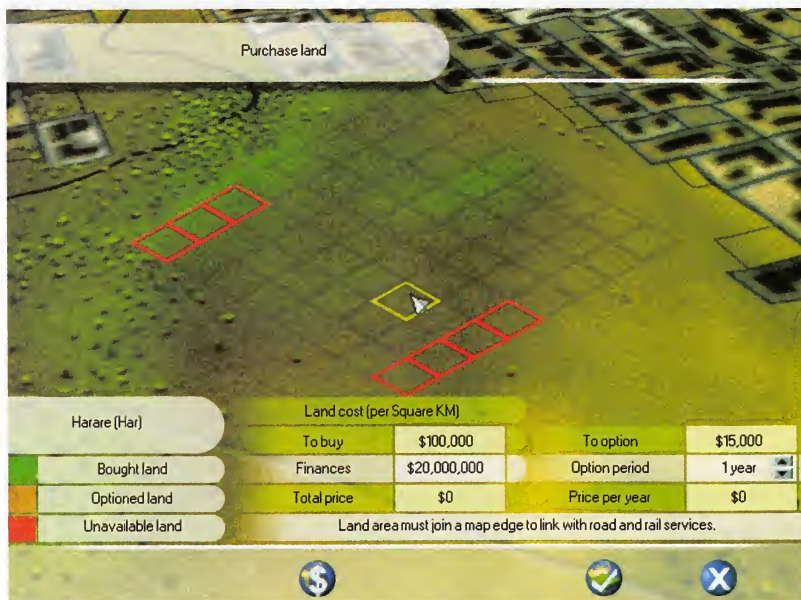 Purchase land
Harare (Har)
Land cost (per Square KM)
To buy
$100,000
To option
$15,000
Bought land
Finances
$20,000,000
Option period
1 year
Optioned land
Total price
$0
Price per year
$0
Unavailable land
Land area must join a map edge to link with road and rail services.
$
X